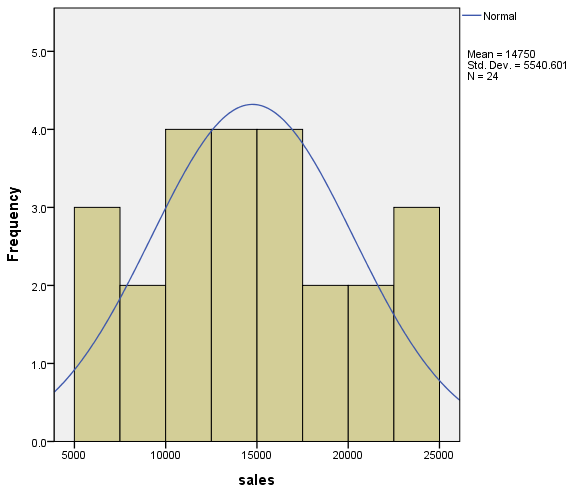 Normal
Mean = 14750
Std. Dev. = 5540.601
N = 24
5.0
4.0
3.0
2.0
1.0
0.0
Frequency
5000 10000 15000 20000 25000
sales